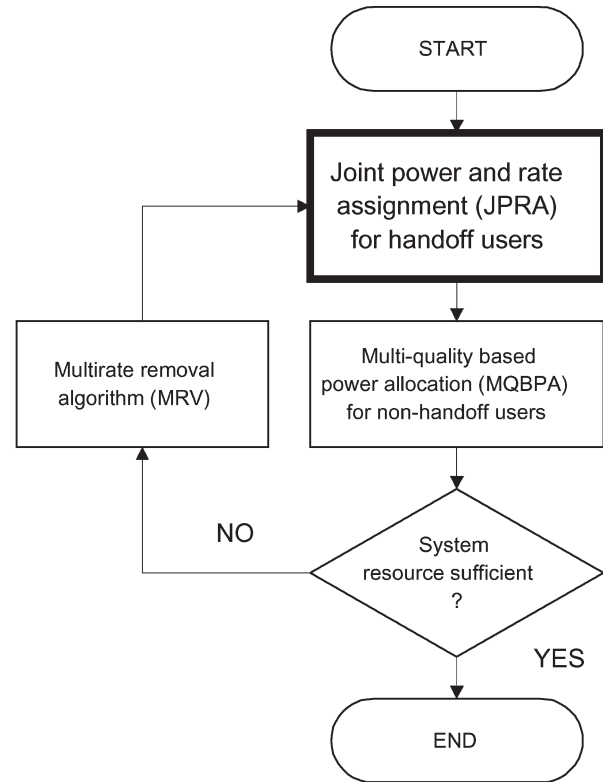 START
Joint power and rate
assignment (JPRA)
for handoff users
Multirate removal
algorithm (MRV)
Multi-quality based
power allocation (MQBPA)
for non-handoff users
NO
System
resource sufficient
?
YES
END